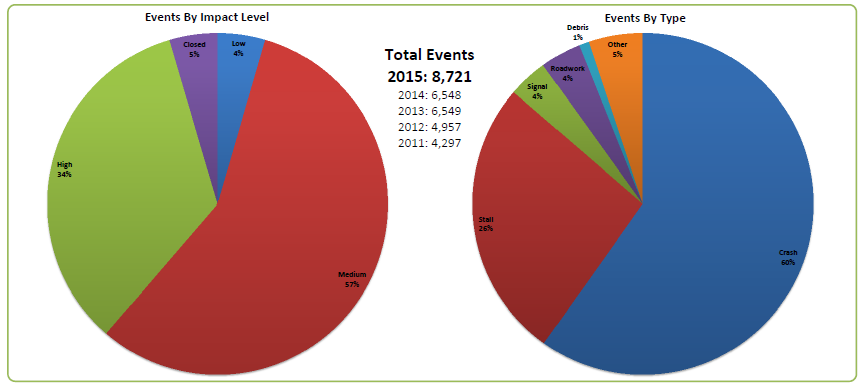 Events By Impact Level
Closed
5%
Low
4%
High
34%
Medium
57%
Total Events
2015: 8,721
2014: 6,548
2013: 6,549
2012: 4,957
2011: 4,297
Events By Type
Debris
1%
Other
5%
Roadwork
4%
Signal
4%
Stall
26%
Crash
60%